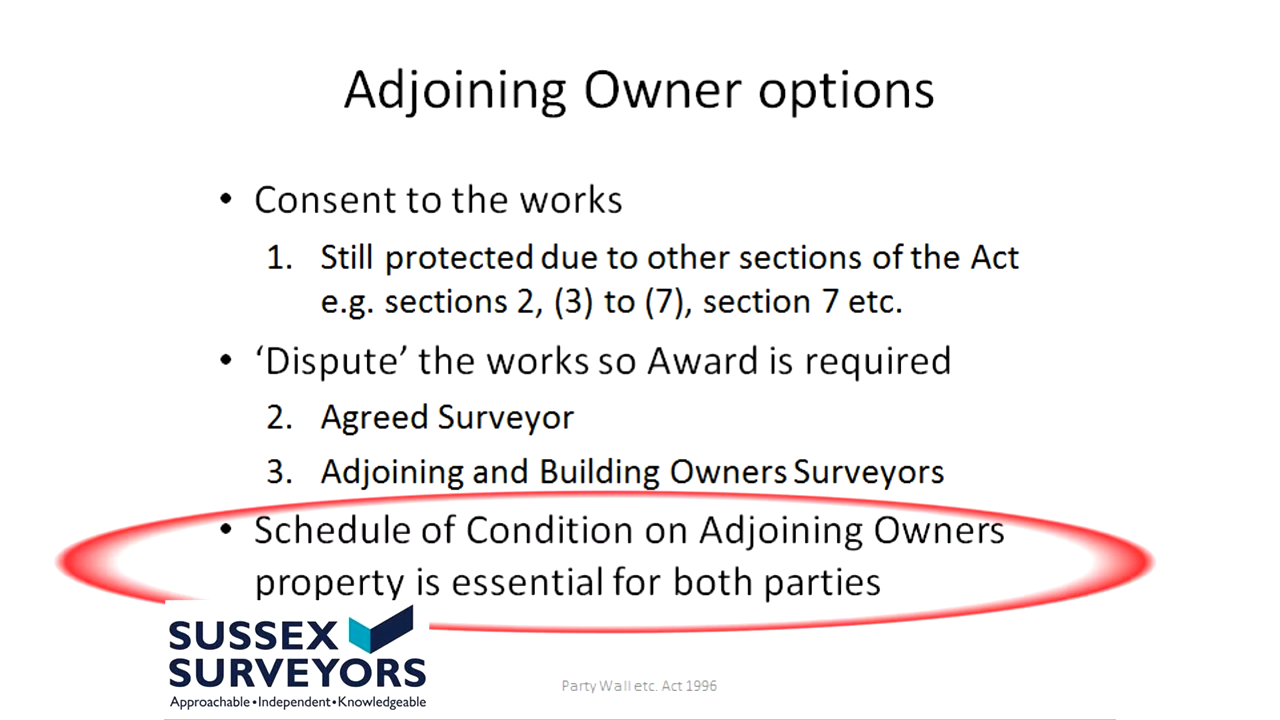 Adjoining Owner options
• Consent to the works
1. Still protected due to other sections of the Act
e.g. sections 2, (3) to (7), section 7 etc.
• ‘Dispute’ the works so Award is required
2. Agreed Surveyor
3. Adjoining and Building Owners Surveyors
• Schedule of Condition on Adjoining Owners
property is essential for both parties
SUSSEX
SURVEYORS
Approachable•Independent•Knowledgeable
Party Wall etc. Act 1996